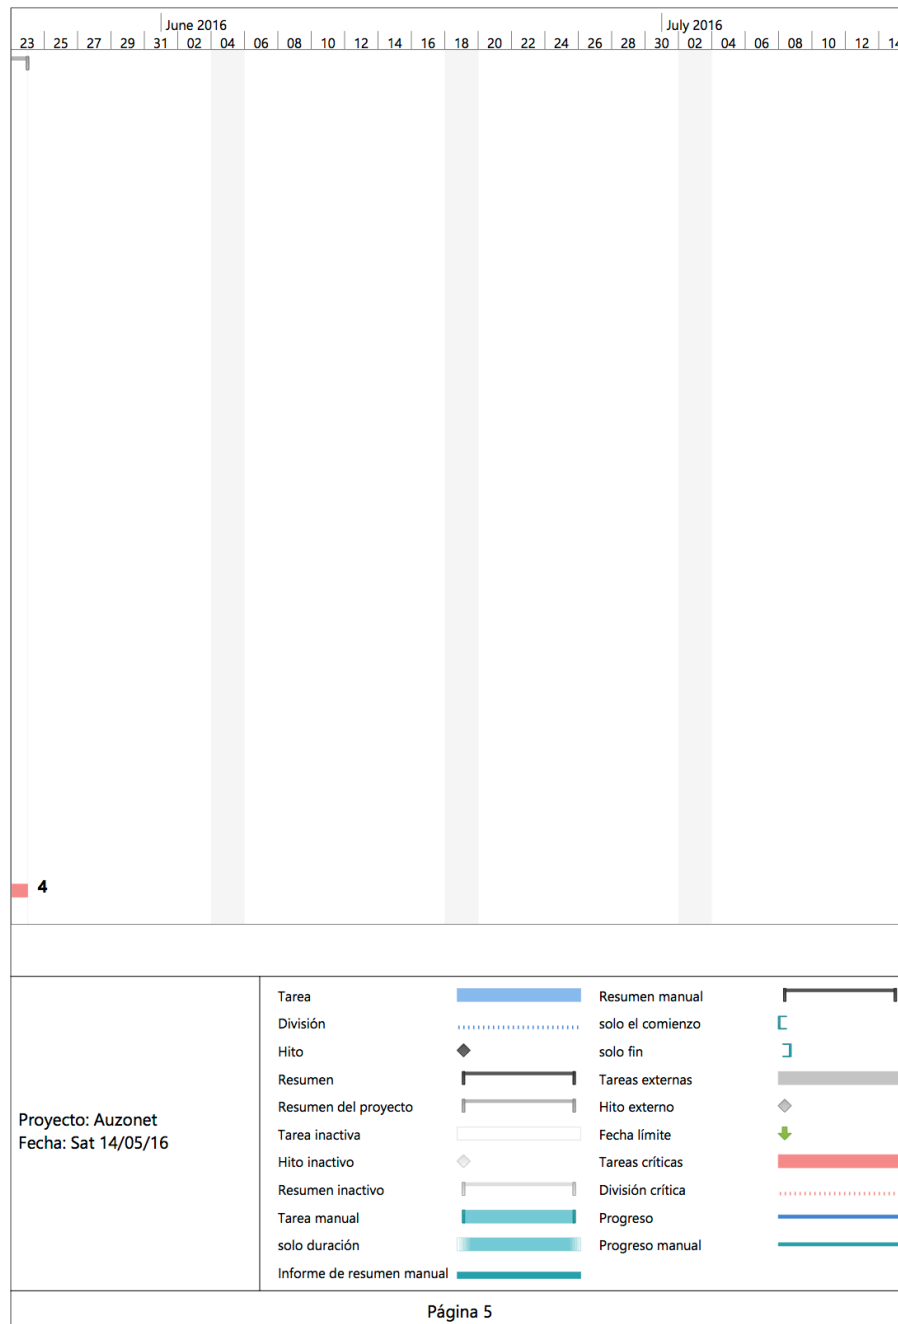 June 2016 July 2016
23 25 27 29 31 02 04 06 08 10 12 14 16 18 20 22 24 26 28 30 02 04 06 08 10 12 14
4
Tarea Resumen manual
División solo el comienzo
Hito solo fin
Resumen Tareas externas
Resumen del proyecto Hito externo
Proyecto: Auzonet
Fecha: Sat 14/05/16
Tarea inactiva Fecha límite
Hito inactivo Tareas críticas
Resumen inactivo División crítica
Tarea manual Progreso
solo duración Progreso manual
Informe de resumen manual
Página 5